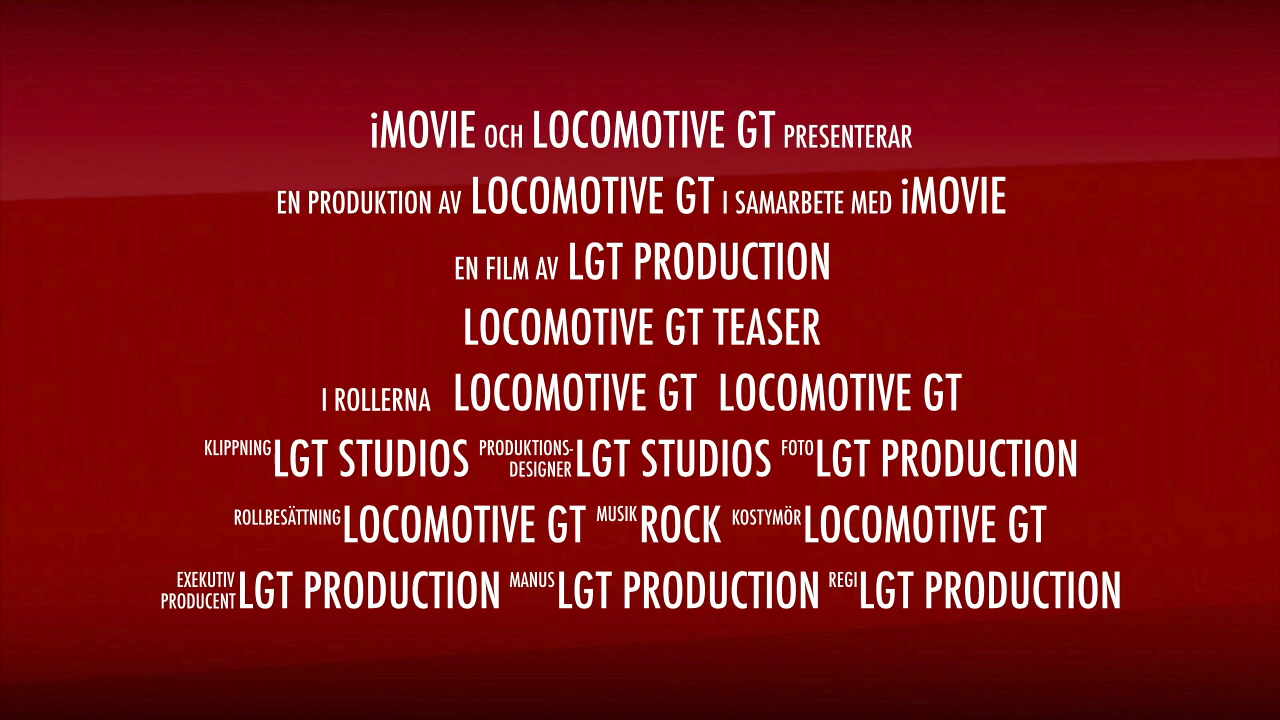 iMOVIE OCH LOCOMOTIVE GT PRESENTERAR
EN PRODUKTION AV LOCOMOTIVE GT I SAMARBETE MED iMOVIE
EN FILM AV LGT PRODUCTION
LOCOMOTIVE GT TEASER
I ROLLERNA LOCOMOTIVE GT LOCOMOTIVE GT
KLIPPNING LGT STUDIOS PRODUKTIONS-DESIGNER LGT STUDIOS FOTO LGT PRODUCTION
ROLLBESÄTTNING LOCOMOTIVE GT MUSIK ROCK KOSTYMÖR LOCOMOTIVE GT
EXEKUTIV PRODUCENT LGT PRODUCTION MANUS LGT PRODUCTION REGI LGT PRODUCTION